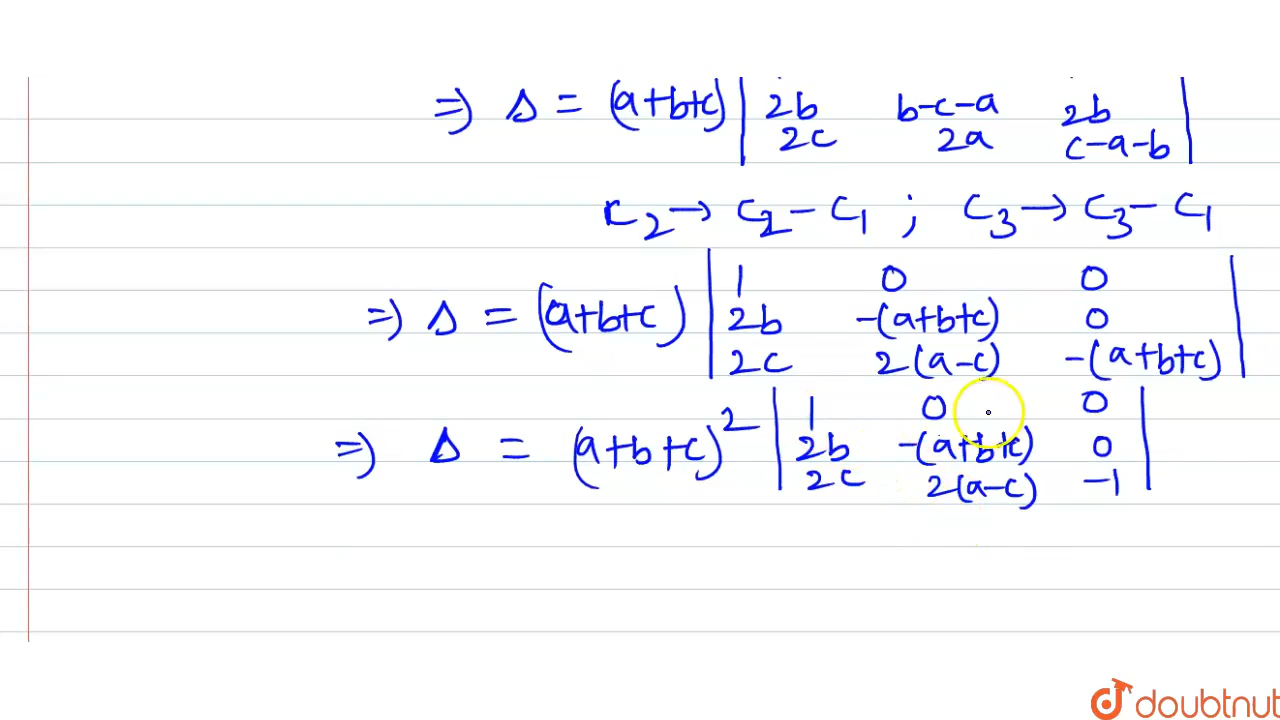 => Δ = (a+b+c) | 2b b-c-a 2b
2c 2a c-a-b |
c2 → c2 - c1 ; c3 → c3 - c1
1 0 0
=> Δ = (a+b+c) | 2b -(a+b+c) 0
2c 2(a-c) -(a+b+c) |
1 0 0
=> Δ = (a+b+c)² | 2b -(a+b+c) 0
2c 2(a-c) -1 |
doubtnut